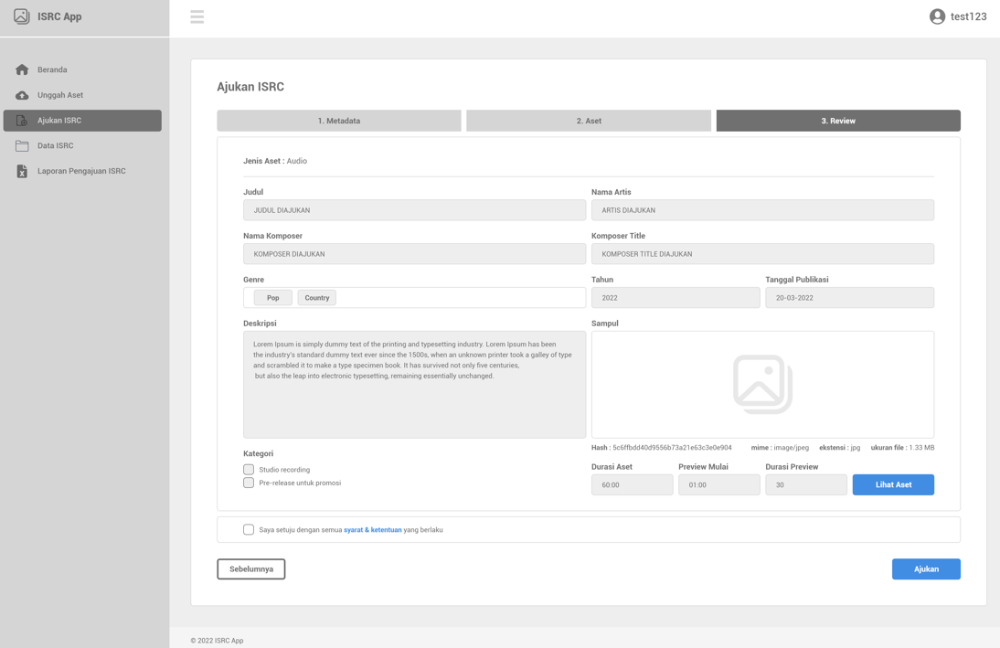 ISRC App
test123
Beranda
Unggah Aset
Ajukan ISRC
Data ISRC
Laporan Pengajuan ISRC
Ajukan ISRC
1. Metadata
2. Aset
3. Review
Jenis Aset : Audio
Judul
Nama Artis
JUDUL DIAJUKAN
ARTIS DIAJUKAN
Nama Komposer
Komposer Title
KOMPOSER DIAJUKAN
KOMPOSER TITLE DIAJUKAN
Genre
Tahun
Tanggal Publikasi
Pop
Country
2022
20-03-2022
Deskripsi
Sampul
Lorem Ipsum is simply dummy text of the printing and typesetting industry. Lorem Ipsum has been
the industry's standard dummy text ever since the 1500s, when an unknown printer took a galley of type
and scrambled it to make a type specimen book. It has survived not only five centuries,
but also the leap into electronic typesetting, remaining essentially unchanged.
Hash : 5c6ffbdd40d9556b73a21e63c3e0e904
mime : image/jpeg
ekstensi : jpg
ukuran file : 1.33 MB
Kategori
Studio recording
Pre-release untuk promosi
Durasi Aset
Preview Mulai
Durasi Preview
60:00
01:00
30
Lihat Aset
Saya setuju dengan semua syarat & ketentuan yang berlaku
Sebelumnya
Ajukan
© 2022 ISRC App